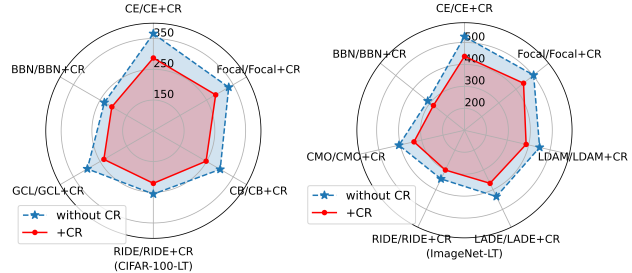 CE/CE+CR
350
250
150
Focal/Focal+CR
BBN/BBN+CR
GCL/GCL+CR
CB/CB+CR
RIDE/RIDE+CR
(CIFAR-100-LT)
without CR
+CR
CE/CE+CR
500
400
300
200
Focal/Focal+CR
BBN/BBN+CR
CMO/CMO+CR
LDAM/LDAM+CR
RIDE/RIDE+CR
LADE/LADE+CR
(ImageNet-LT)
without CR
+CR